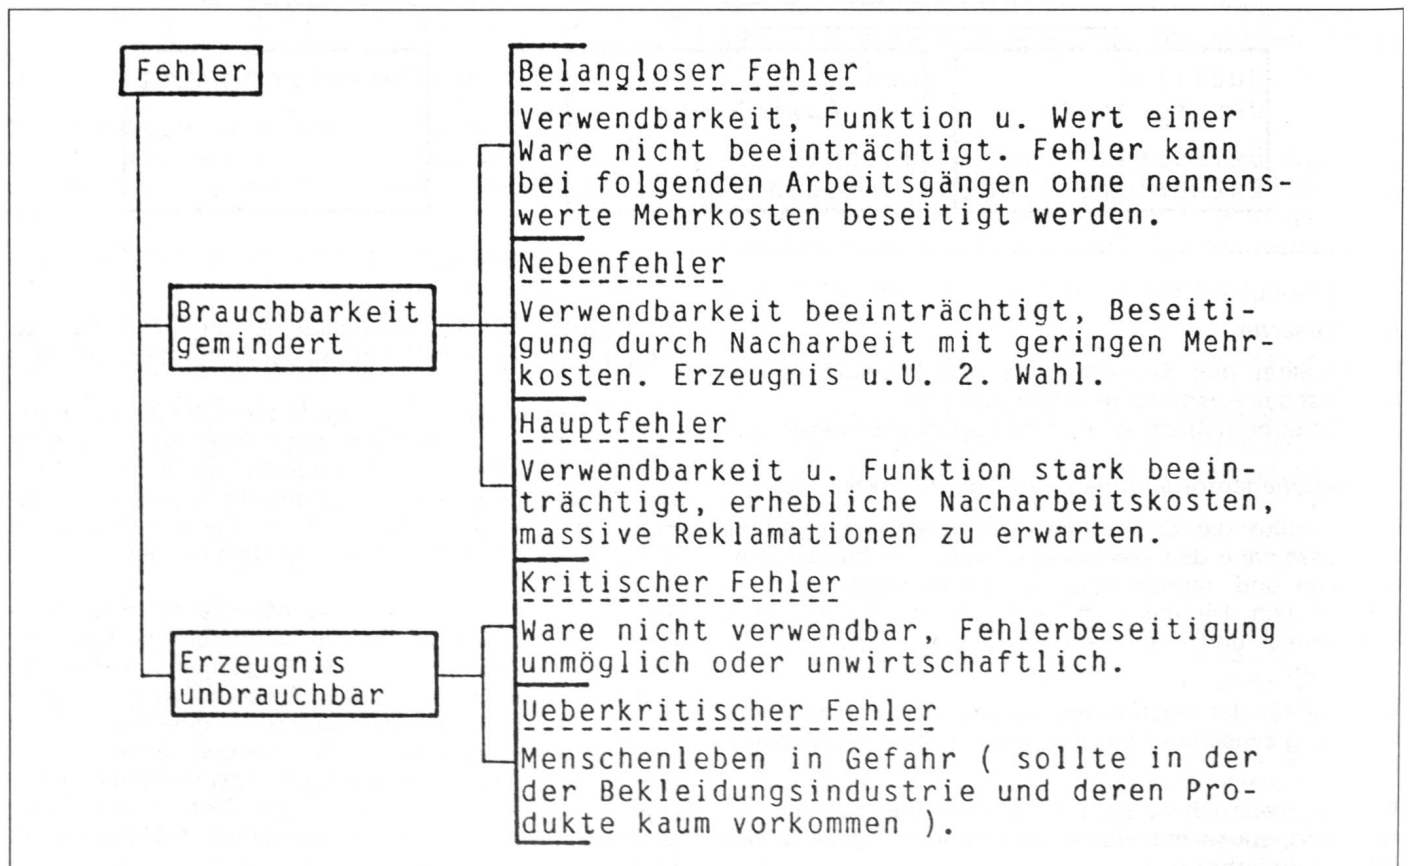 Fehler
Belangloser Fehler
Verwendbarkeit, Funktion u. Wert einer
Ware nicht beeinträchtigt. Fehler kann
bei folgenden Arbeitsgängen ohne nennens-
werte Mehrkosten beseitigt werden.
Nebenfehler
Brauchbarkeit
gemindert
Verwendbarkeit beeinträchtigt, Beseiti-
gung durch Nacharbeit mit geringen Mehr-
kosten. Erzeugnis u.U. 2. Wahl.
Hauptfehler
Verwendbarkeit u. Funktion stark beein-
trächtigt, erhebliche Nacharbeitskosten,
massive Reklamationen zu erwarten.
Kritischer Fehler
Ware nicht verwendbar, Fehlerbeseitigung
unmöglich oder unwirtschaftlich.
Erzeugnis
unbrauchbar
Ueberkritischer Fehler
Menschenleben in Gefahr ( sollte in der
der Bekleidungsindustrie und deren Pro-
dukte kaum vorkommen ).